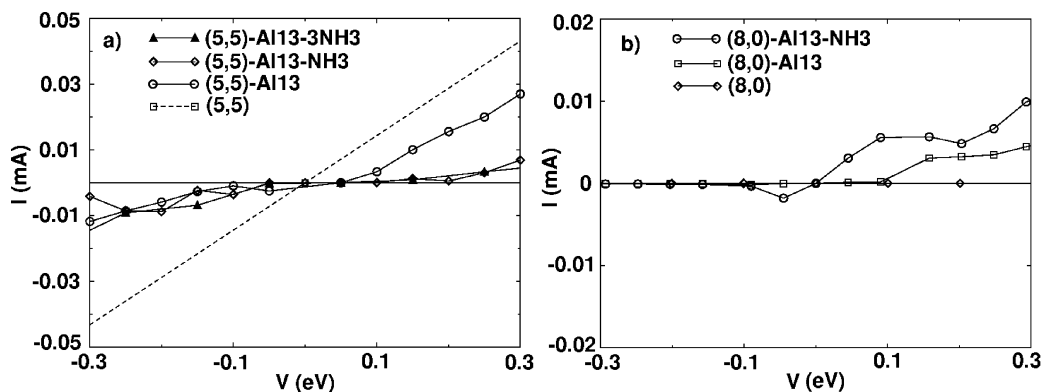 a)
(5,5)-Al13-3NH3
(5,5)-Al13-NH3
(5,5)-Al13
(5,5)
0.05
0.03
0.01
-0.01
-0.03
-0.05
I (mA)
-0.3
-0.1
0.1
0.3
V (eV)
b)
(8,0)-Al13-NH3
(8,0)-Al13
(8,0)
0.02
0.01
0
-0.01
-0.02
I (mA)
-0.3
-0.1
0.1
0.3
V (eV)